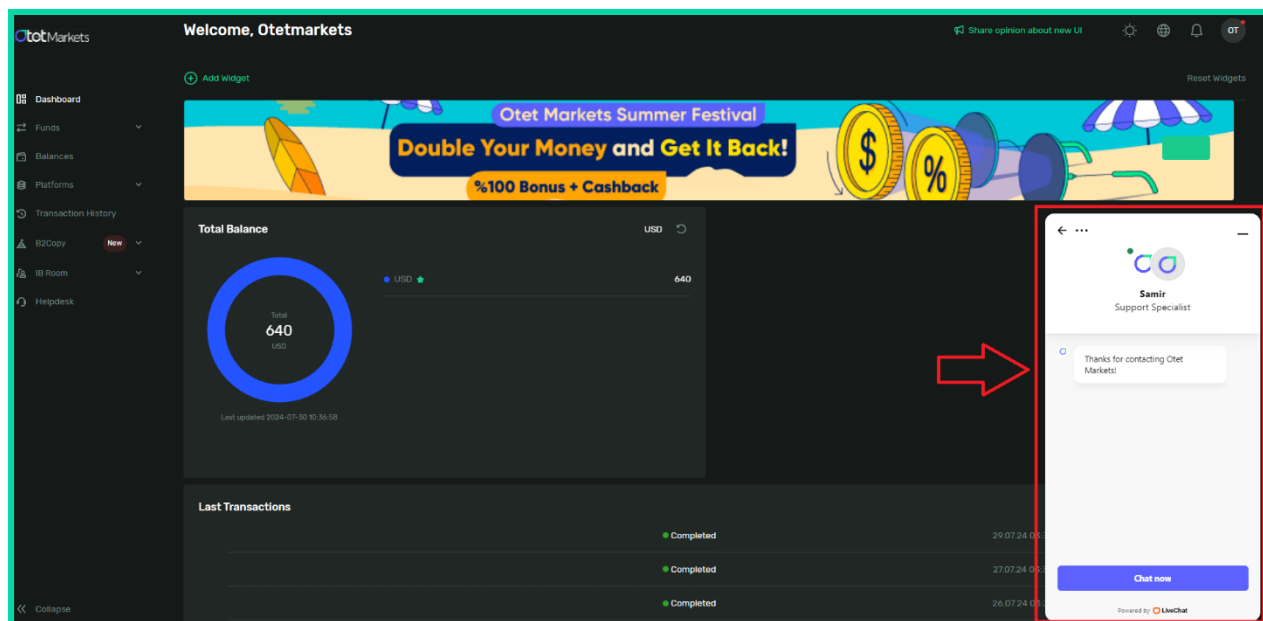 OtotMarkets
Welcome, Otetmarkets
Share opinion about new UI
OT
Add Widget
Reset Widgets
Dashboard
Funds
Balances
Platforms
Transaction History
B2Copy New
IB Room
Helpdesk
Collapse
Otet Markets Summer Festival
Double Your Money and Get It Back!
%100 Bonus + Cashback
$
%
Total Balance
USD
USD
640
Total
640
USD
Last updated 2024-07-30 10:36:58
Last Transactions
Completed
29.07.24
Completed
27.07.24
Completed
26.07.24
Samir
Support Specialist
Thanks for contacting Otet
Markets!
Chat now
Powered by LiveChat